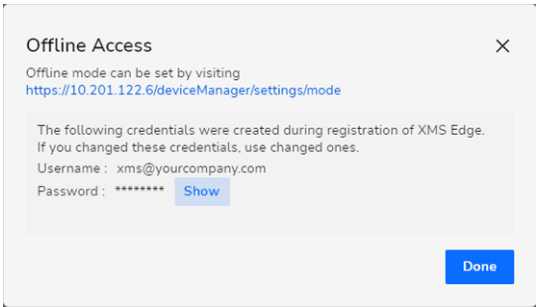 Offline Access
Offline mode can be set by visiting
https://10.201.122.6/deviceManager/settings/mode
The following credentials were created during registration of XMS Edge.
If you changed these credentials, use changed ones.
Username : xms@yourcompany.com
Password : ******** Show
Done